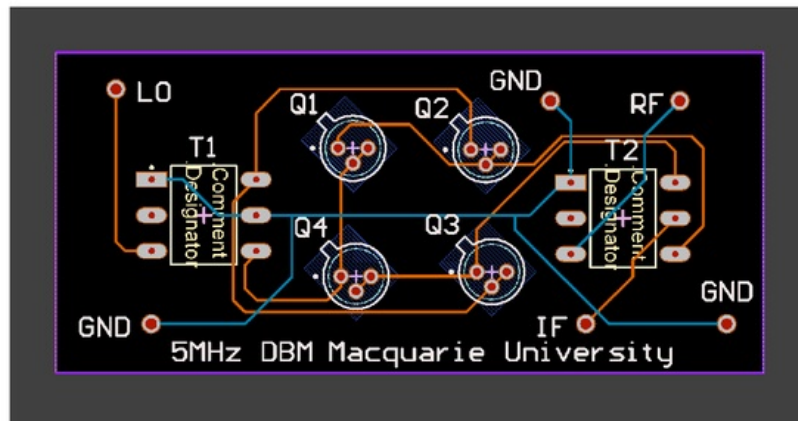 LO
GND
RF
Q1
Q2
T1
T2
Comment
Designator
Comment
Designator
Q4
Q3
GND
IF
GND
5MHz DBM Macquarie University